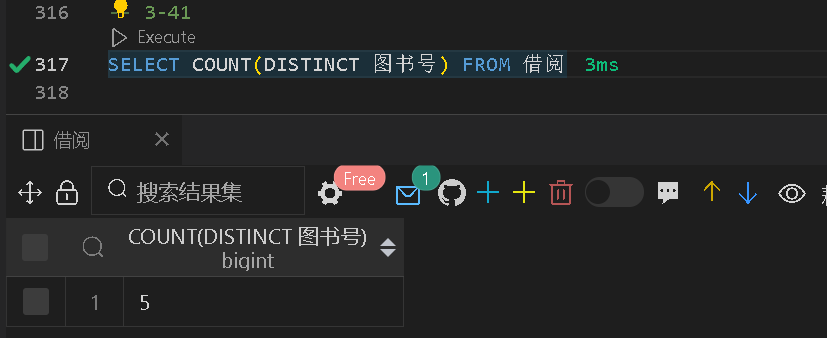 316 3-41
Execute
317 SELECT COUNT(DISTINCT 图书号) FROM 借阅 3ms
318
借阅
搜索结果集 Free 1
COUNT(DISTINCT 图书号)
bigint
1 5